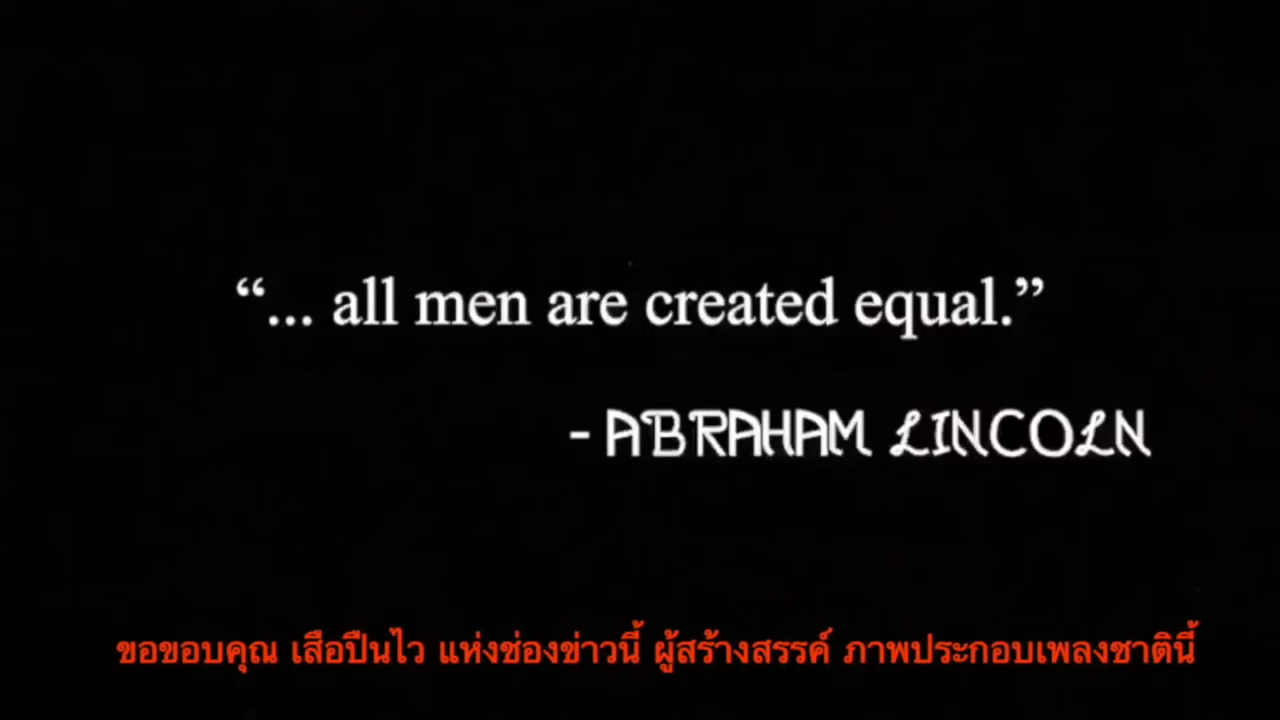 “... all men are created equal.”
- ABRAHAM LINCOLN
ขอขอบคุณ เสือปืนไว แห่งช่องข่าวนี้ ผู้สร้างสรรค์ ภาพประกอบเพลงชาตินี้